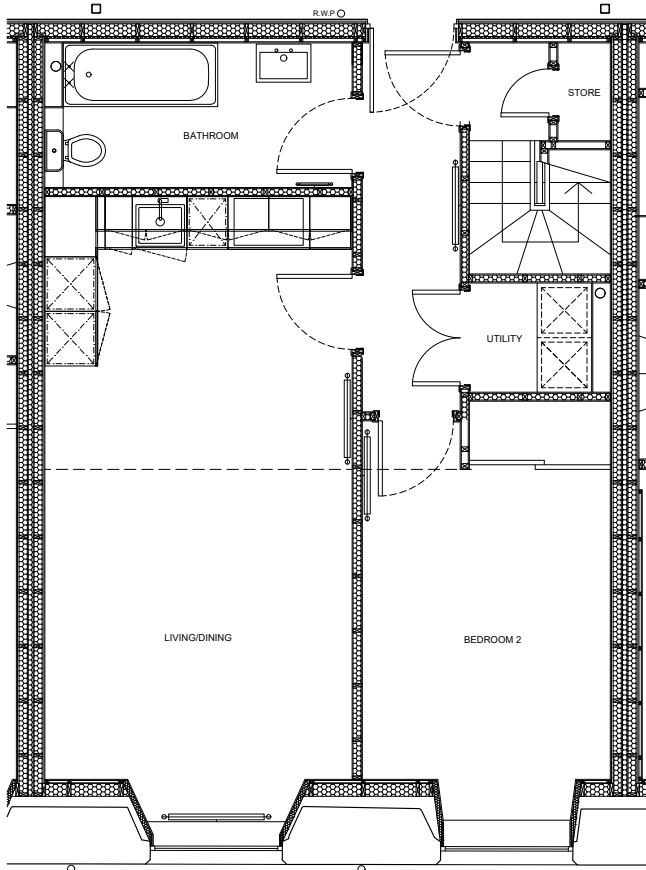 R.W.P
STORE
BATHROOM
UTILITY
LIVING/DINING
BEDROOM 2